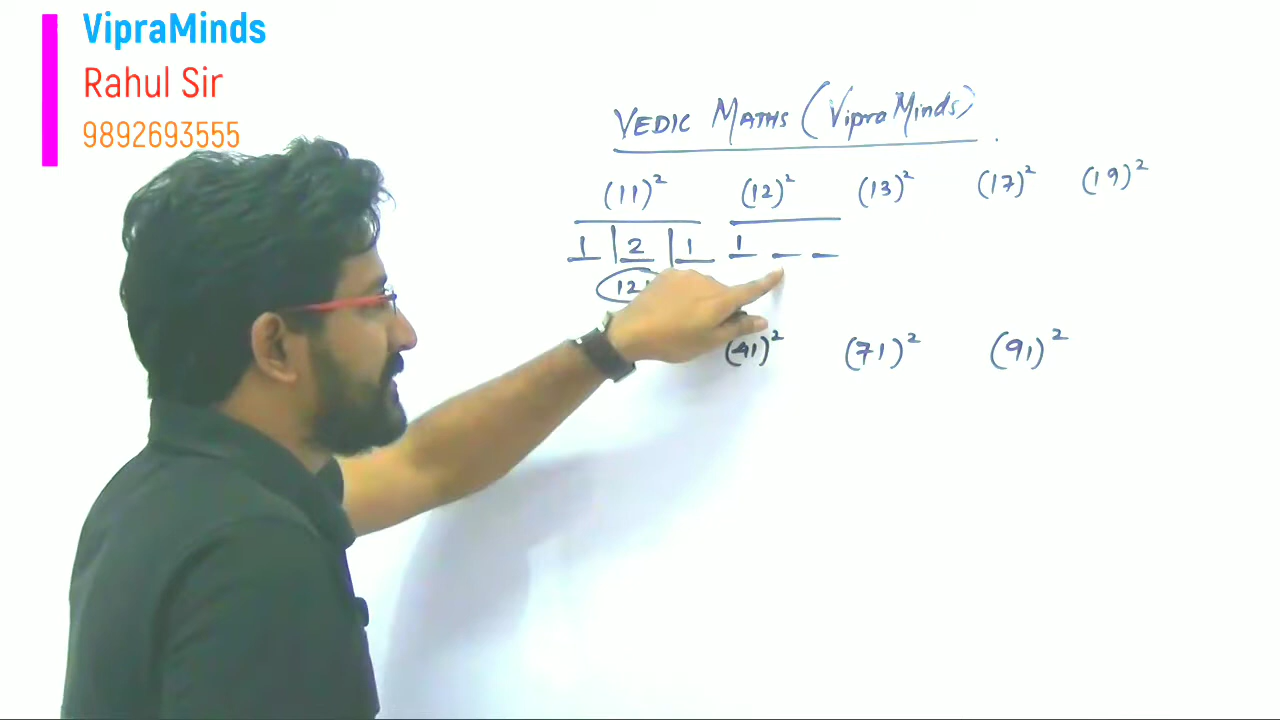 VipraMinds
Rahul Sir
9892693555
VEDIC MATHS (VipraMinds).
(11)² (12)² (13)² (17)² (19)²
1 | 2 | 1 1 _ _
(41)² (71)² (91)²